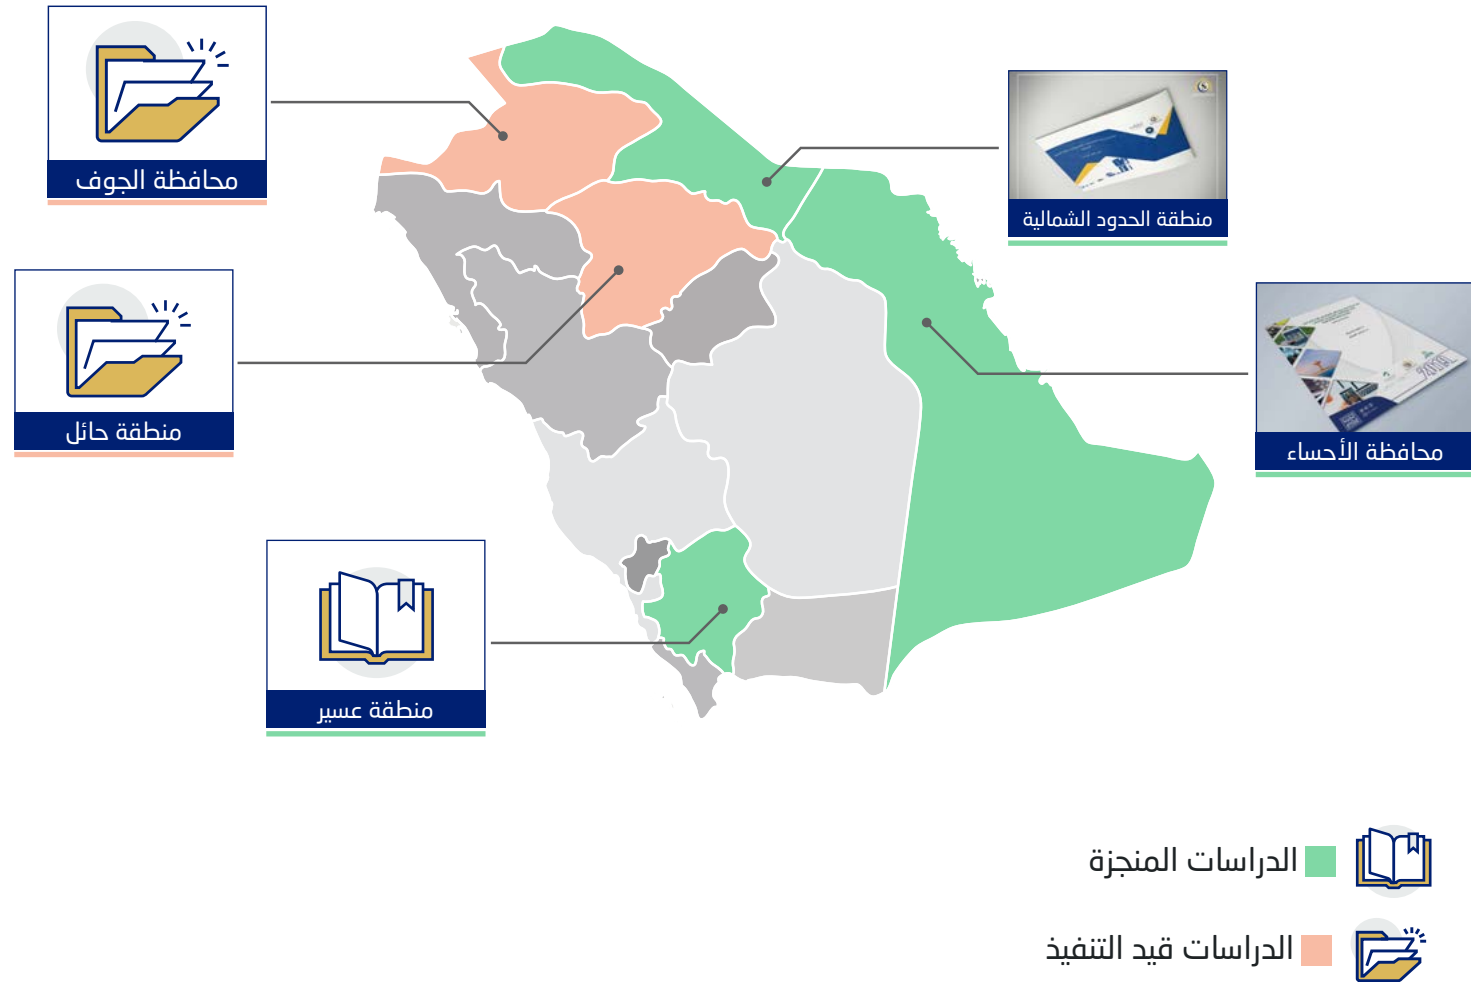 محافظة الجوف
منطقة الحدود الشمالية
منطقة حائل
محافظة الأحساء
منطقة عسير
الدراسات المنجزة
الدراسات قيد التنفيذ